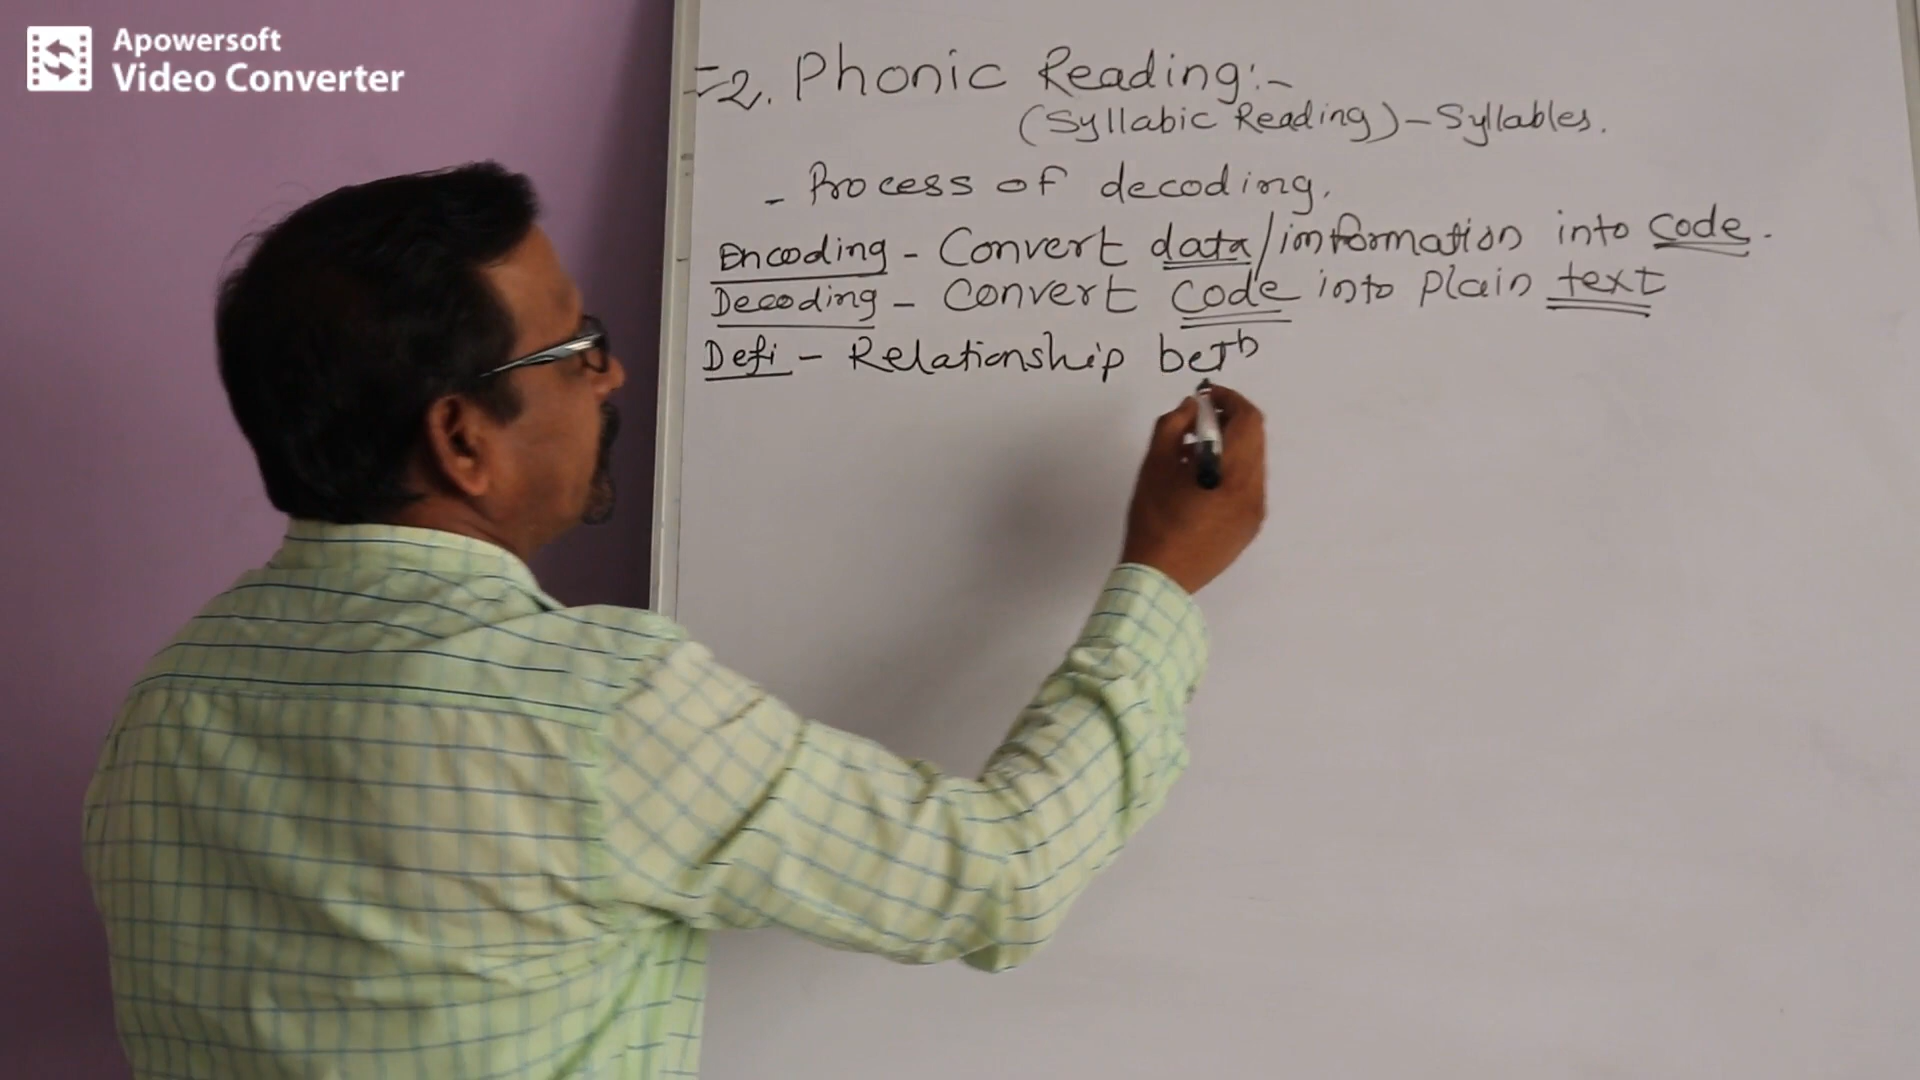 Apowersoft
Video Converter
=2. Phonic Reading:-
(Syllabic Reading) - Syllables.
- Process of decoding.
Encoding - Convert data/information into code.
Decoding - Convert code into plain text
Defi - Relationship betn